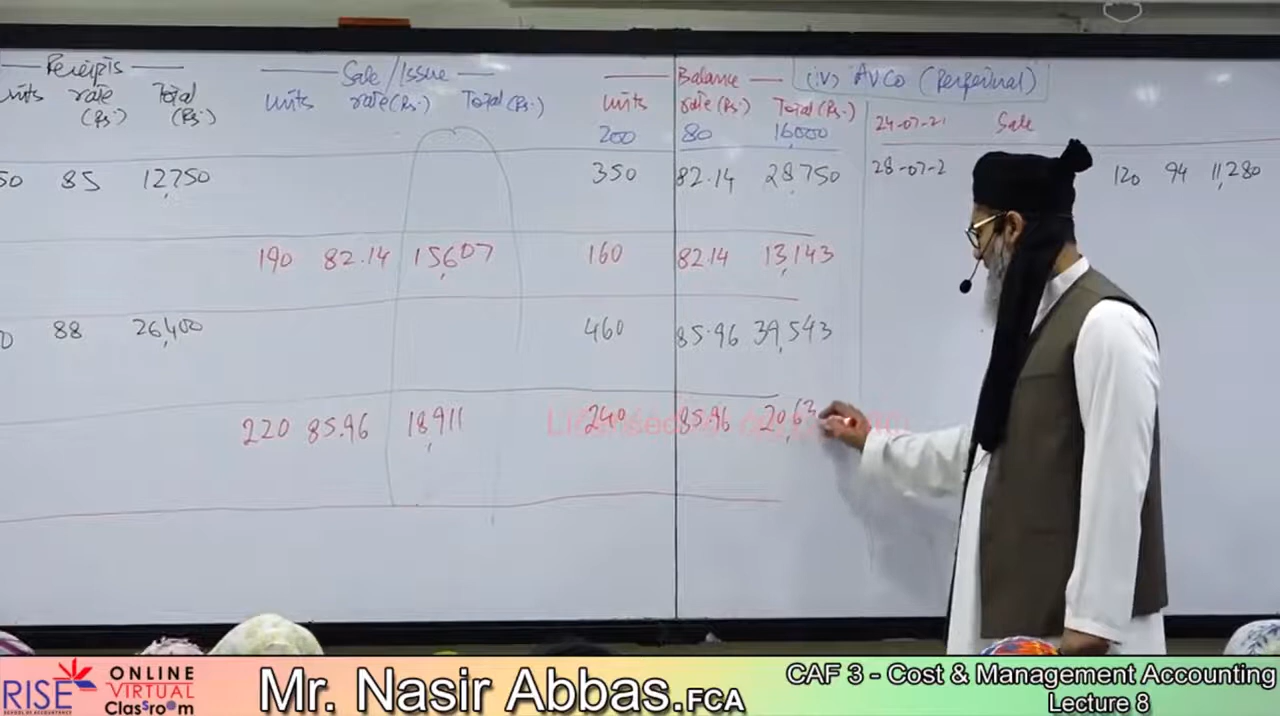 Receipts Sale/Issue Balance (iv) AVCO (Perpetual)
units rate (Rs.) Total (Rs.) units rate (Rs.) Total (Rs.) units rate (Rs.) Total (Rs.)
200 80 16,000
24-07-21 Sale
50 85 12,750 350 82.14 28,750
28-07-2 120 94 11,280
190 82.14 15,607 160 82.14 13,143
0 88 26,400 460 85.96 39,543
220 85.96 18,911 240 85.96 20,63
RISE ONLINE VIRTUAL Classroom
Mr. Nasir Abbas.FCA
CAF 3 - Cost & Management Accounting
Lecture 8